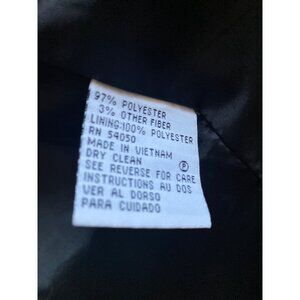 97% POLYESTER
3% OTHER FIBER
LINING:100% POLYESTER
RN 54050
MADE IN VIETNAM
DRY CLEAN Ⓟ
SEE REVERSE FOR CARE
INSTRUCTIONS AU DOS
VER AL DORSO
PARA CUIDADO